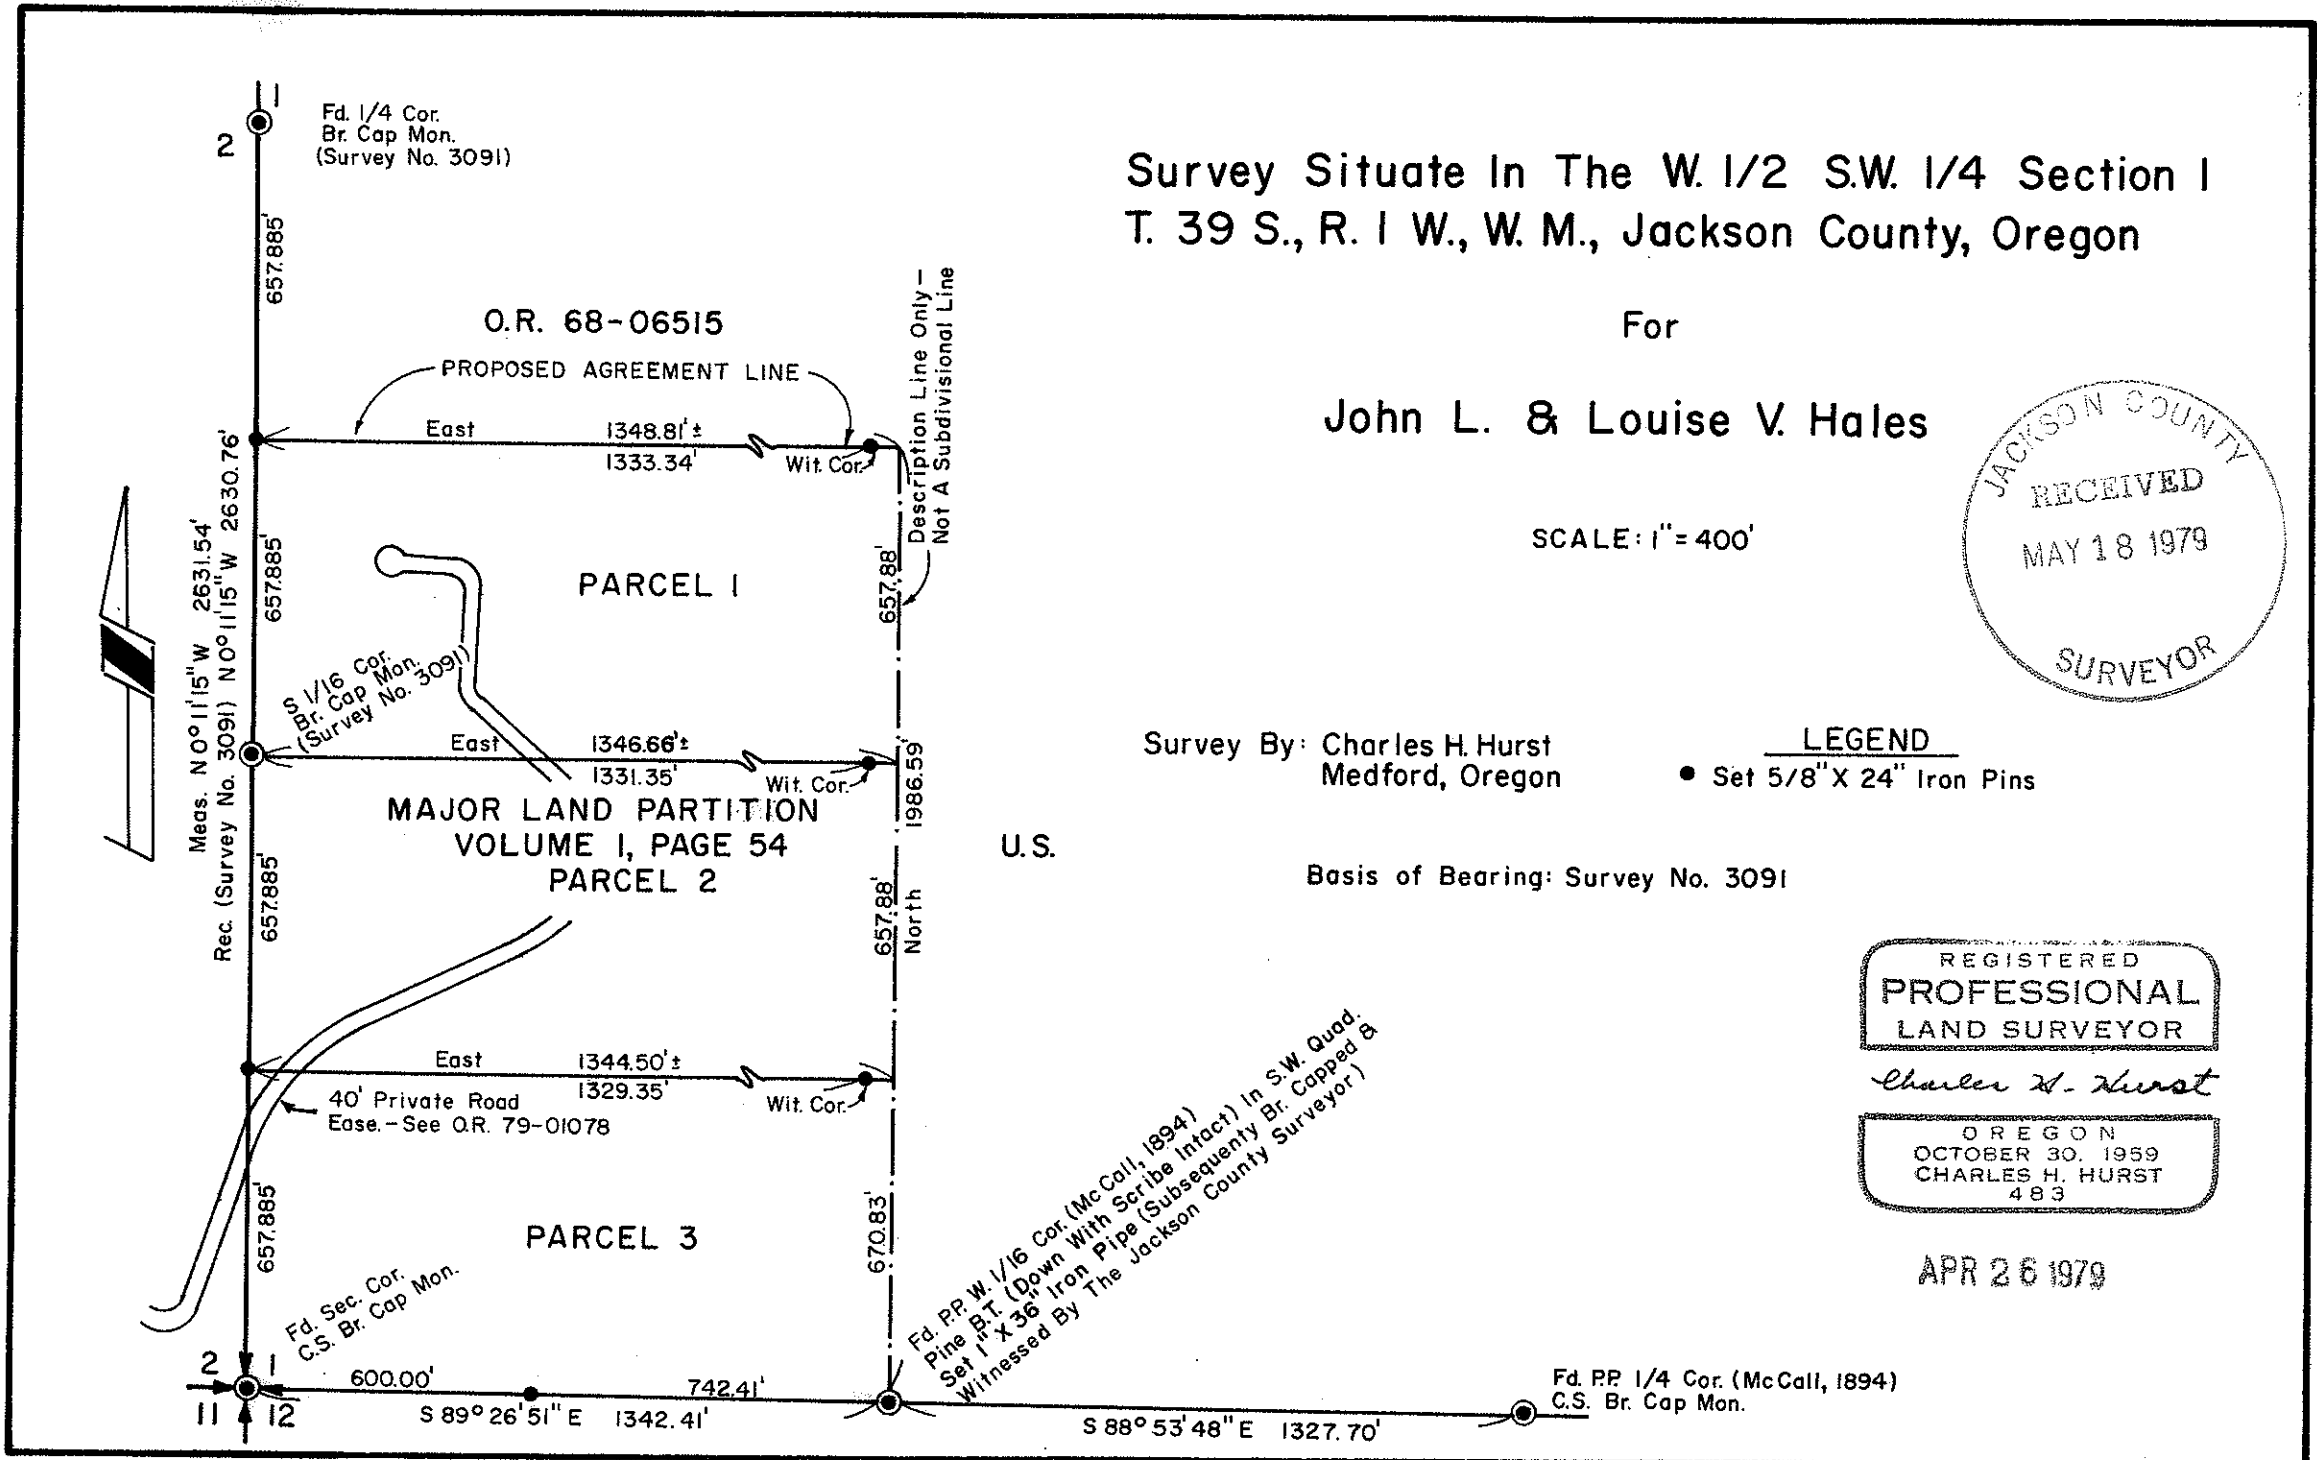 1
2
Fd. 1/4 Cor.
Br. Cap Mon.
(Survey No. 3091)
Survey Situate In The W. 1/2 S.W. 1/4 Section 1
T. 39 S., R. 1 W., W. M., Jackson County, Oregon
For
John L. & Louise V. Hales
SCALE: 1" = 400'
JACKSON COUNTY
RECEIVED
MAY 18 1979
SURVEYOR
657.885'
O.R. 68-06515
PROPOSED AGREEMENT LINE
Description Line Only-
Not A Subdivisional Line
East 1348.81' ±
1333.34'
Wit. Cor.
Meas. N 0° 11' 15" W 2631.54'
Rec. (Survey No. 3091) N 0° 11' 15" W 2630.76'
657.885'
PARCEL 1
657.88'
S 1/16 Cor.
Br. Cap Mon.
(Survey No. 3091)
East 1346.66' ±
1331.35'
Wit. Cor.
Survey By: Charles H. Hurst
Medford, Oregon
LEGEND
Set 5/8" X 24" Iron Pins
MAJOR LAND PARTITION
VOLUME 1, PAGE 54
PARCEL 2
657.885'
657.88'
North 1986.59'
U.S.
Basis of Bearing: Survey No. 3091
REGISTERED
PROFESSIONAL
LAND SURVEYOR
Charles H. Hurst
OREGON
OCTOBER 30, 1959
CHARLES H. HURST
483
APR 26 1979
East 1344.50' ±
1329.35'
Wit. Cor.
40' Private Road
Ease.-See O.R. 79-01078
657.885'
PARCEL 3
670.83'
Fd. P.P. W. 1/16 Cor. (McCall, 1894)
Pine B.T. (Down With Scribe Intact) In S.W. Quad.
Set 1" X 36" Iron Pipe (Subsequenty Br. Capped &
Witnessed By The Jackson County Surveyor)
Fd. Sec. Cor.
C.S. Br. Cap Mon.
2 1
11 12
600.00' 742.41'
S 89° 26' 51" E 1342.41'
S 88° 53' 48" E 1327.70'
Fd. P.P. 1/4 Cor. (McCall, 1894)
C.S. Br. Cap Mon.